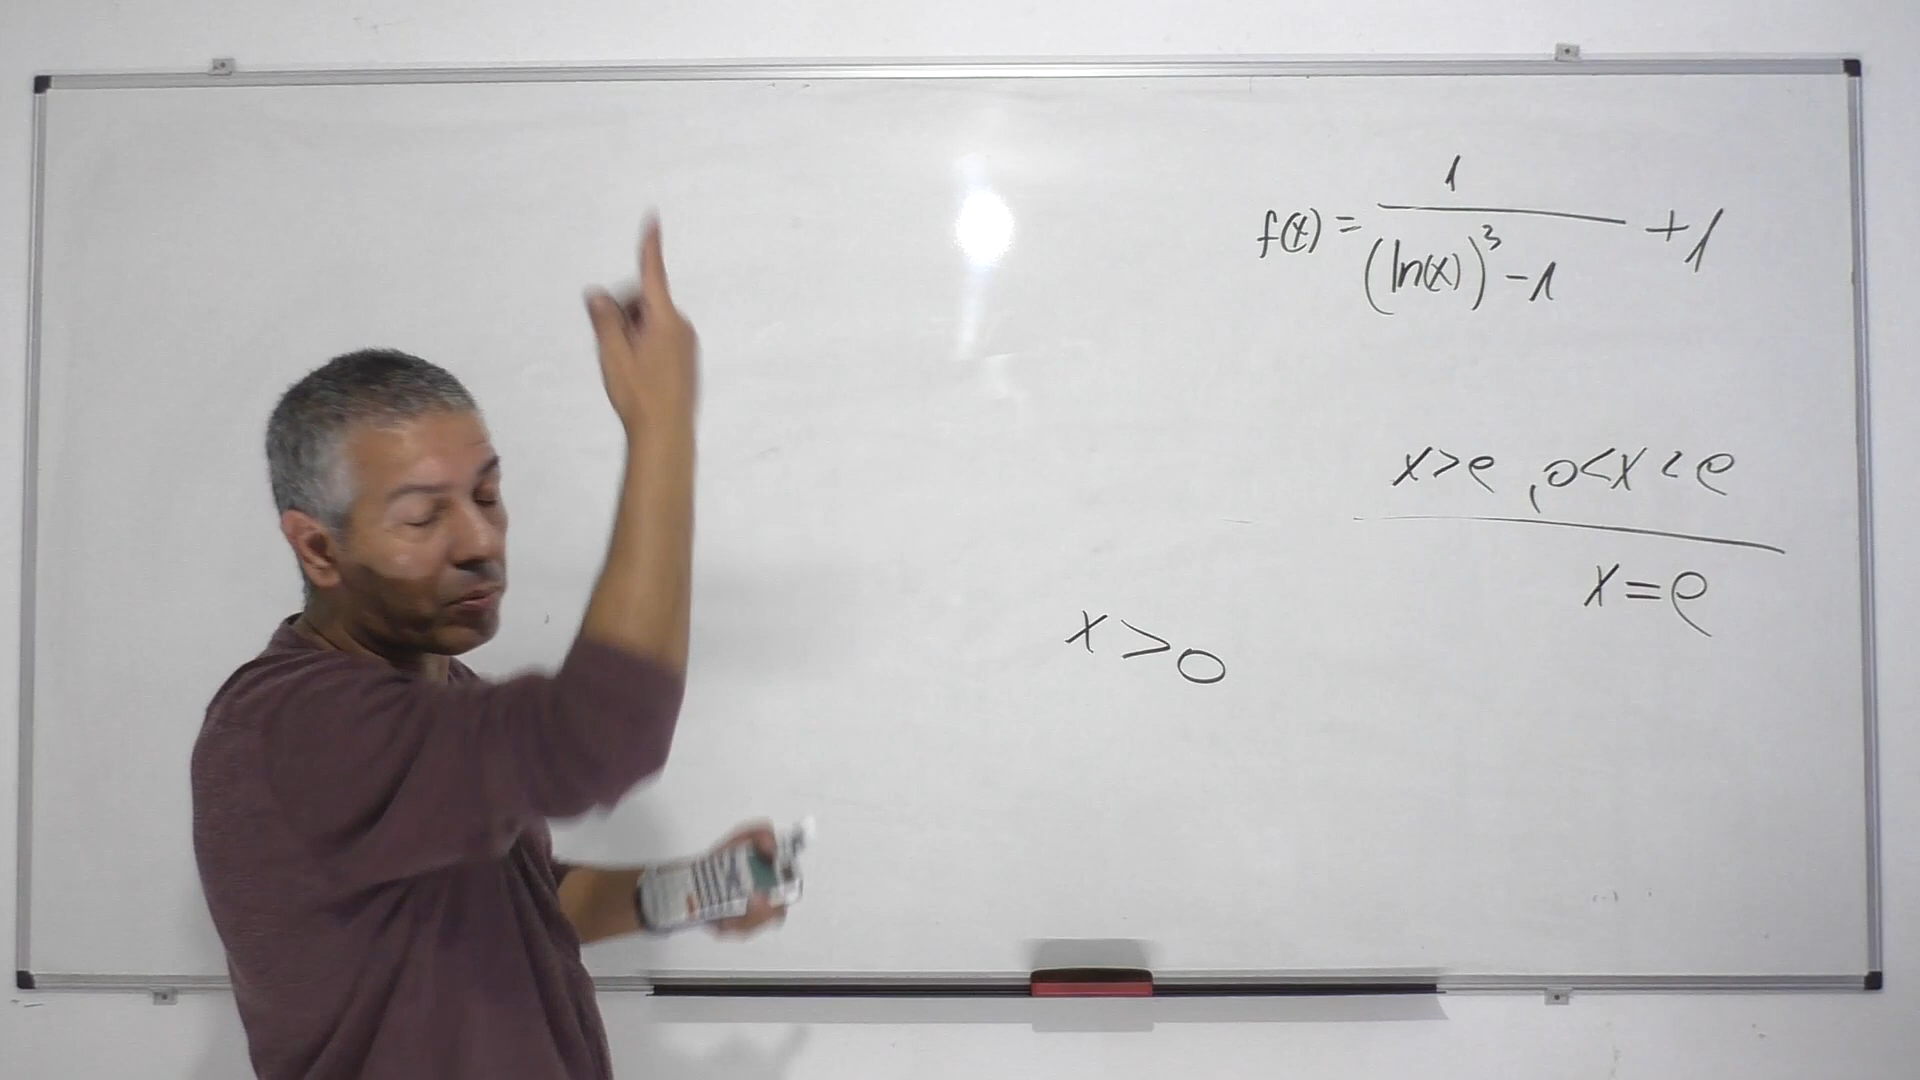 f(x) = 1 / ((ln(x))³ - 1) + 1
x>e , 0<x<e
x=e
x>0